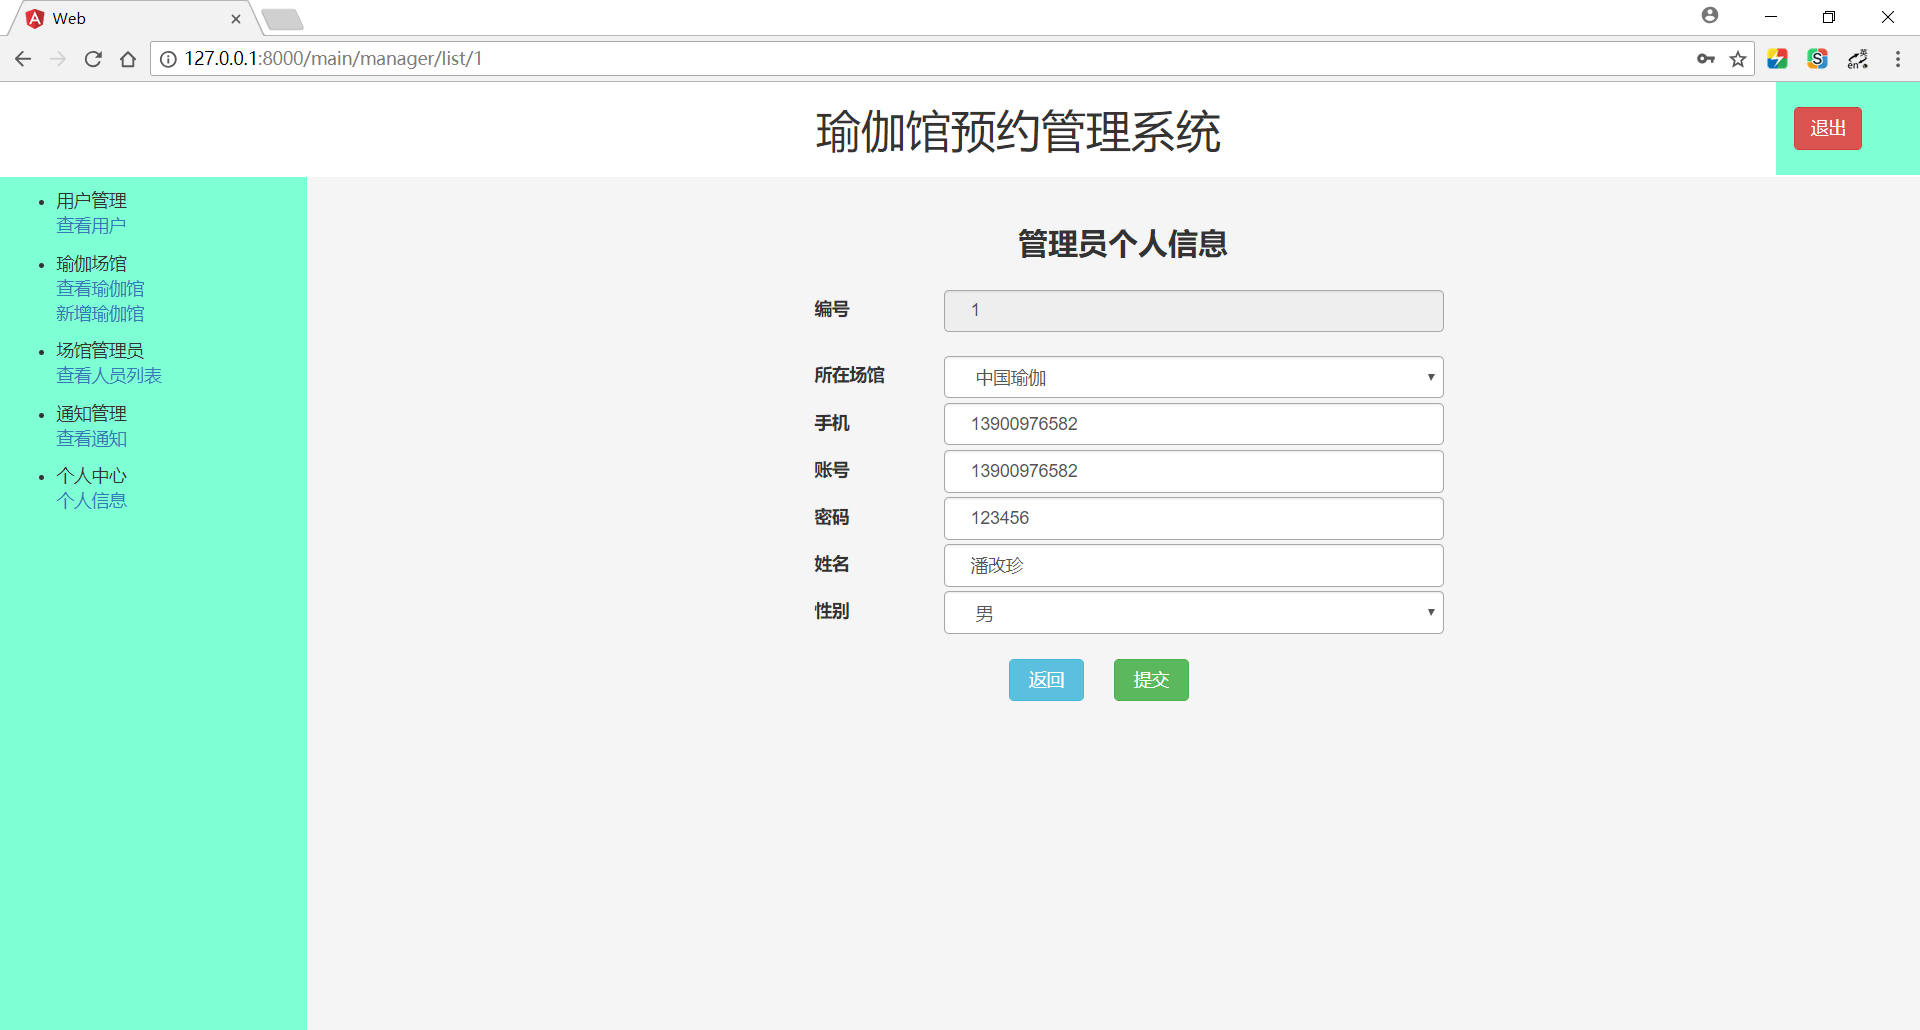 Web
127.0.0.1:8000/main/manager/list/1
瑜伽馆预约管理系统
退出
用户管理
查看用户
瑜伽场馆
查看瑜伽馆
新增瑜伽馆
场馆管理员
查看人员列表
通知管理
查看通知
个人中心
个人信息
管理员个人信息
编号 1
所在场馆 中国瑜伽
手机 13900976582
账号 13900976582
密码 123456
姓名 潘改珍
性别 男
返回 提交